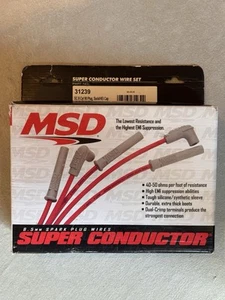 SUPER CONDUCTOR WIRE SET
31239
MSD
The Lowest Resistance and
the Highest EMI Suppression
• 40-50 ohms per foot of resistance
• High EMI suppression abilities
• Tough silicone/synthetic sleeve
• Durable, extra thick boots
• Dual-Crimp terminals produce the
strongest connection
8.5mm SPARK PLUG WIRES
SUPER CONDUCTOR